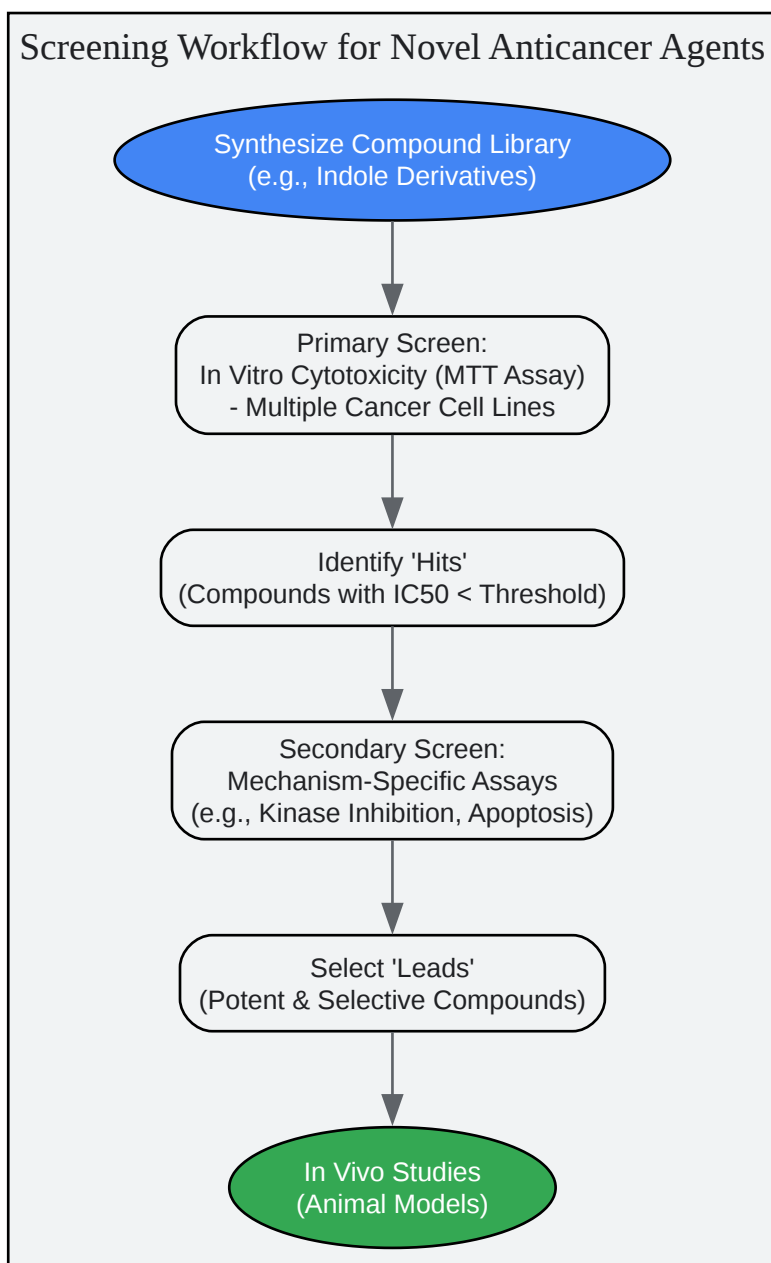 Screening Workflow for Novel Anticancer Agents
Synthesize Compound Library
(e.g., Indole Derivatives)
Primary Screen:
In Vitro Cytotoxicity (MTT Assay)
- Multiple Cancer Cell Lines
Identify 'Hits'
(Compounds with IC50 < Threshold)
Secondary Screen:
Mechanism-Specific Assays
(e.g., Kinase Inhibition, Apoptosis)
Select 'Leads'
(Potent & Selective Compounds)
In Vivo Studies
(Animal Models)